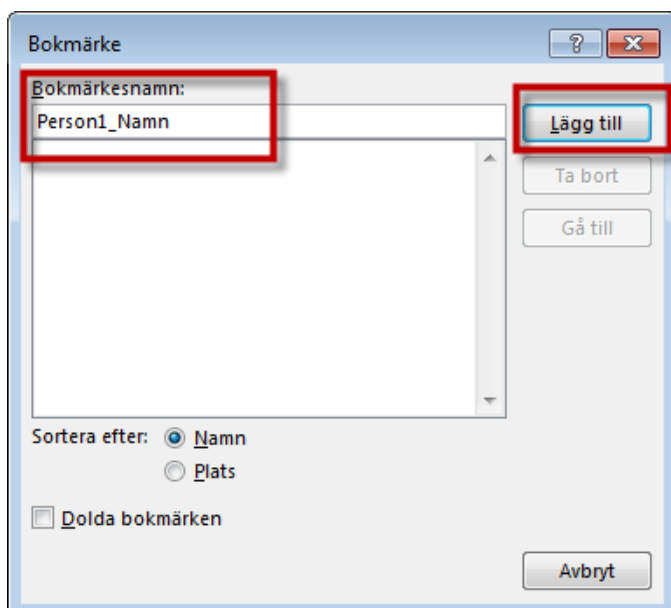 Bokmärke
Bokmärkesnamn:
Person1_Namn
Lägg till
Ta bort
Gå till
Sortera efter:
Namn
Plats
Dolda bokmärken
Avbryt